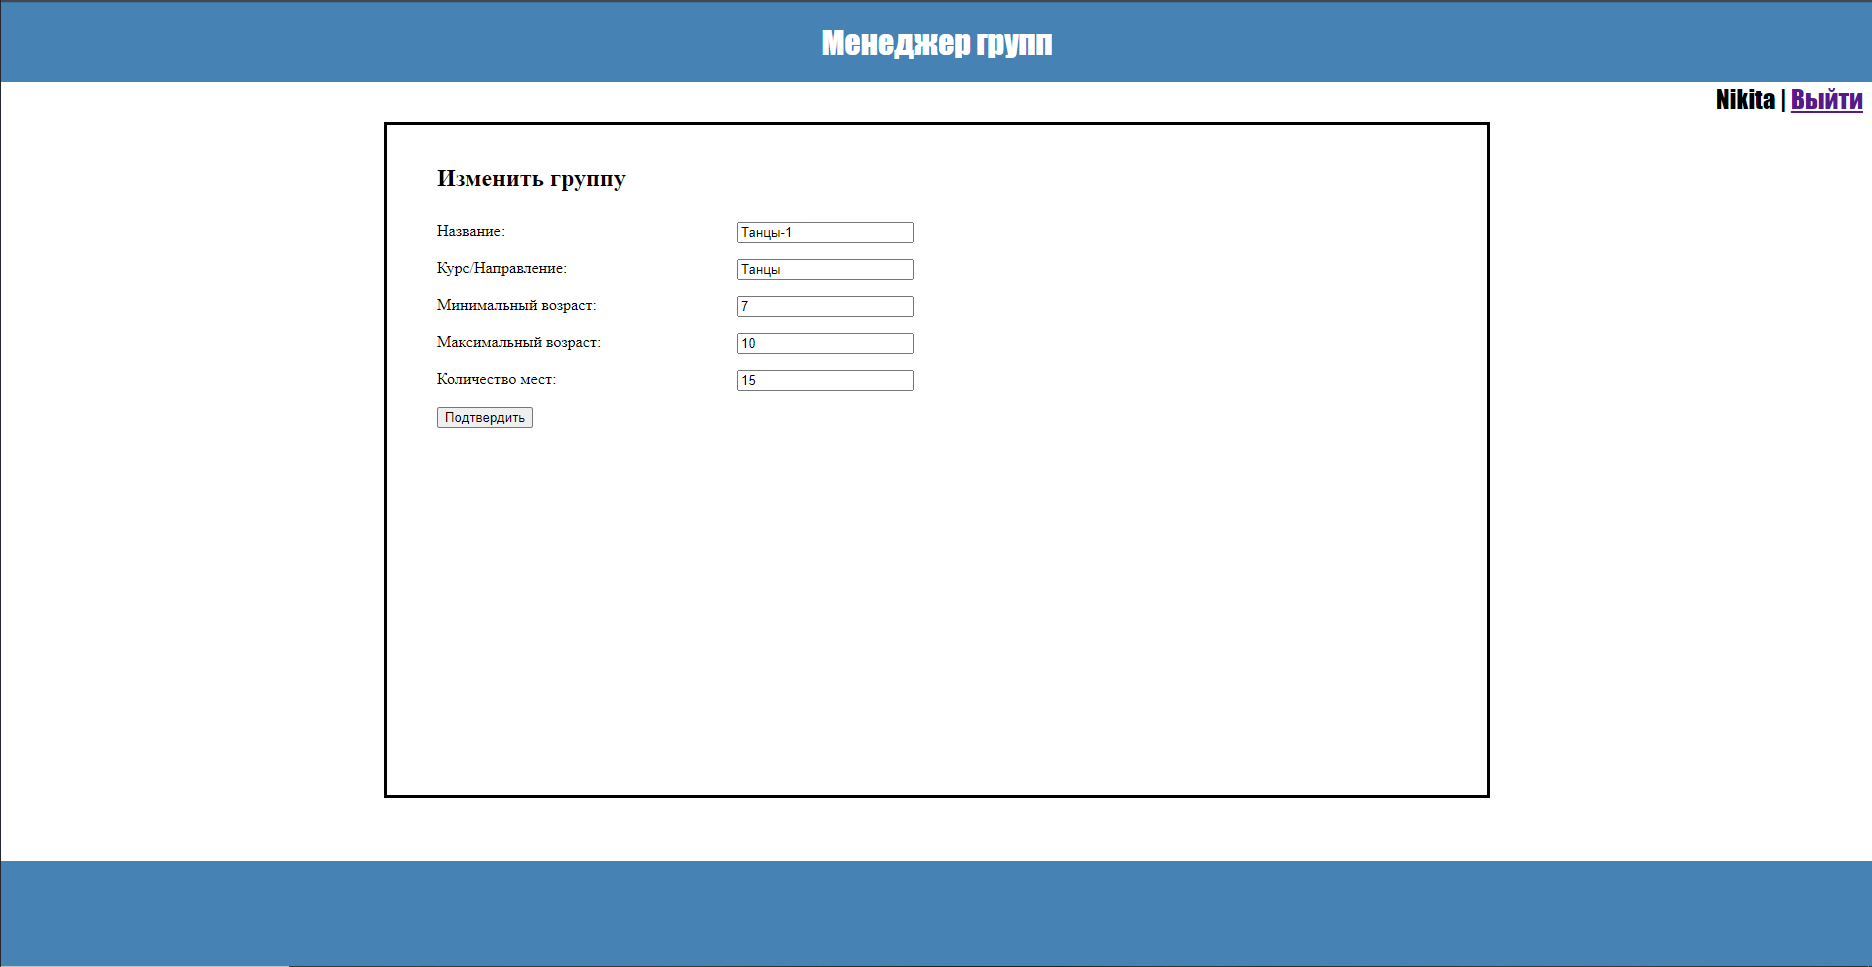 Менеджер групп
Nikita | Выйти
Изменить группу
Название: Танцы-1
Курс/Направление: Танцы
Минимальный возраст: 7
Максимальный возраст: 10
Количество мест: 15
Подтвердить